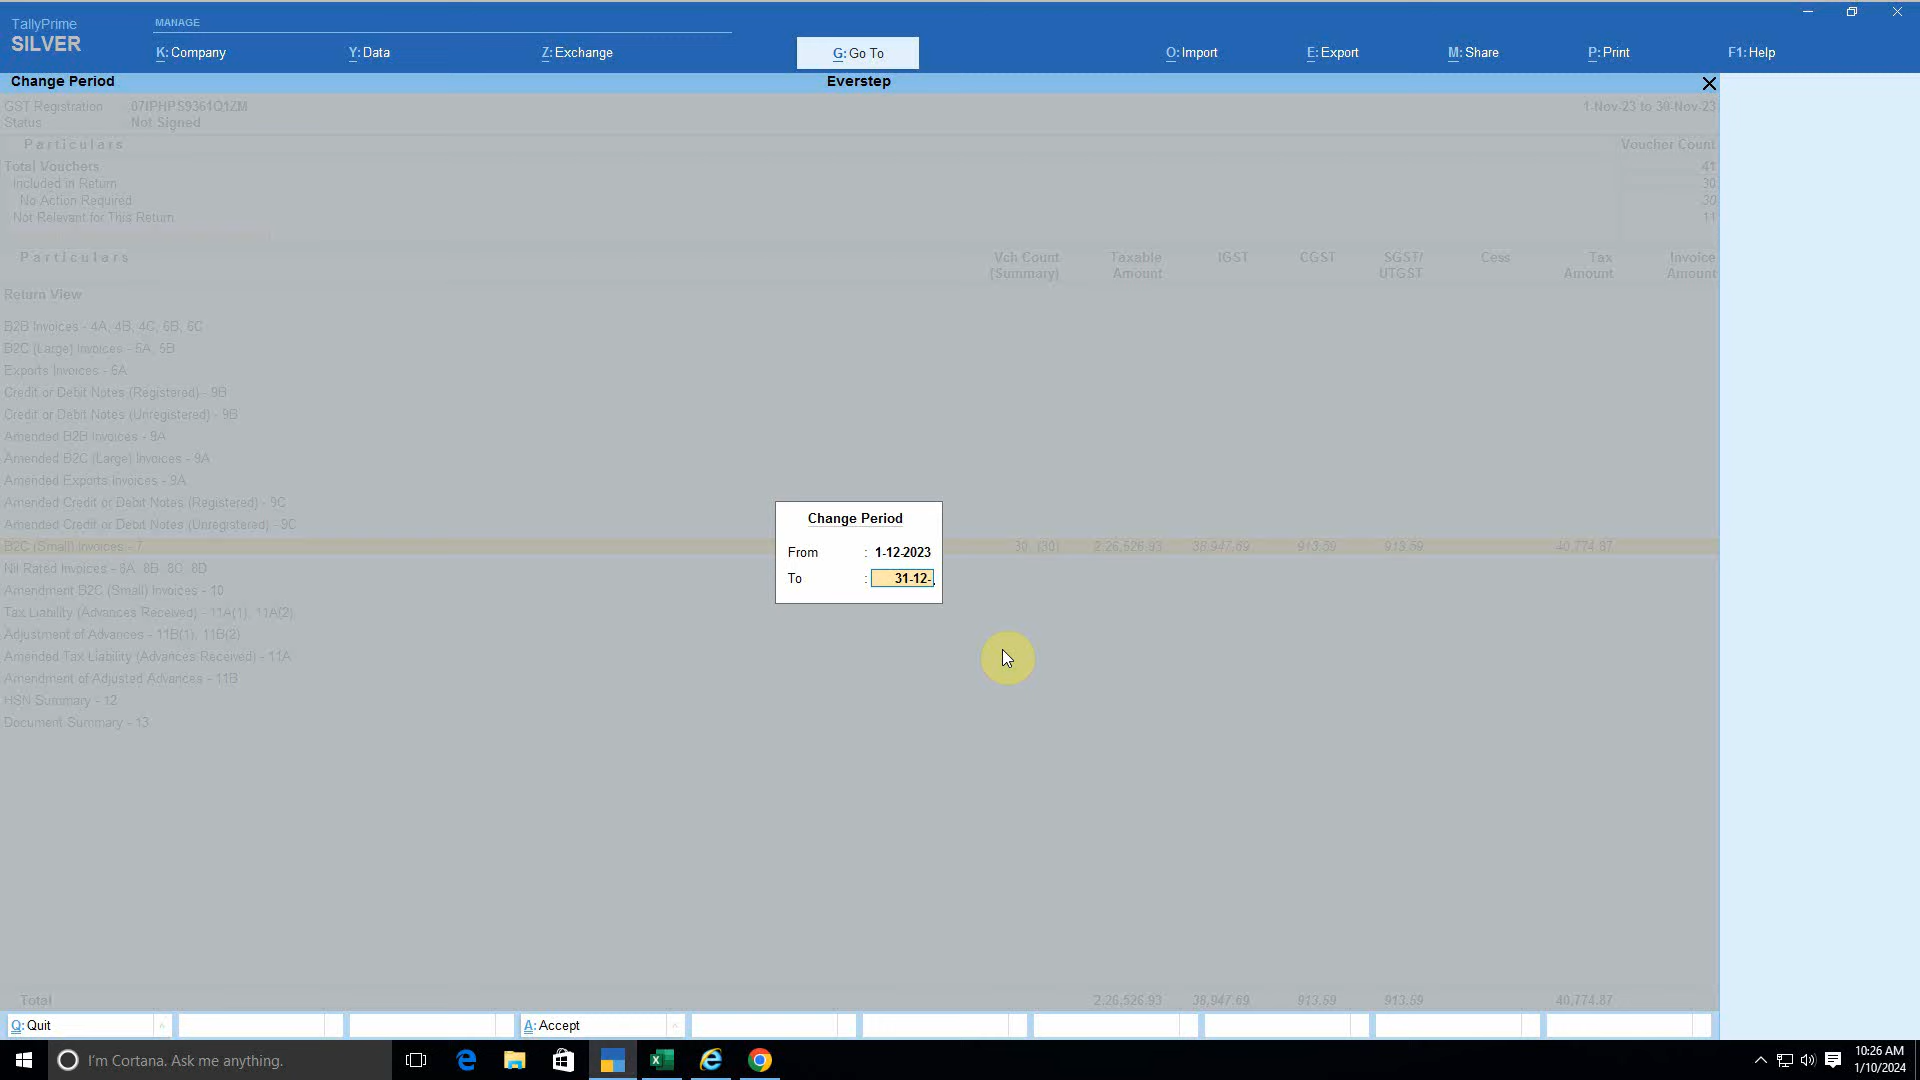 TallyPrime
SILVER
MANAGE
K: Company
Y: Data
Z: Exchange
G: Go To
O: Import
E: Export
M: Share
P: Print
F1: Help
Change Period
Everstep
GST Registration 07IPHPS9361Q1ZM
1-Nov-23 to 30-Nov-23
Status Not Signed
Particulars
Voucher Count
Total Vouchers 41
Included in Return 30
No Action Required 30
Not Relevant for This Return 11
Particulars
Vch Count (Summary)
Taxable Amount
IGST
CGST
SGST/ UTGST
Cess
Tax Amount
Invoice Amount
Return View
B2B Invoices - 4A, 4B, 4C, 6B, 6C
B2C (Large) Invoices - 5A, 5B
Exports Invoices - 6A
Credit or Debit Notes (Registered) - 9B
Credit or Debit Notes (Unregistered) - 9B
Amended B2B Invoices - 9A
Amended B2C (Large) Invoices - 9A
Amended Exports Invoices - 9A
Amended Credit or Debit Notes (Registered) - 9C
Amended Credit or Debit Notes (Unregistered) - 9C
B2C (Small) Invoices - 7 30 (30) 2,26,526.93 38,947.69 913.59 913.59 40,774.87
Nil Rated Invoices - 8A, 8B, 8C, 8D
Amendment B2C (Small) Invoices - 10
Tax Liability (Advances Received) - 11A(1), 11A(2)
Adjustment of Advances - 11B(1), 11B(2)
Amended Tax Liability (Advances Received) - 11A
Amendment of Adjusted Advances - 11B
HSN Summary - 12
Document Summary - 13
Change Period
From : 1-12-2023
To : 31-12-
Total 2,26,526.93 38,947.69 913.59 913.59 40,774.87
Q: Quit
A: Accept
I'm Cortana. Ask me anything.
10:26 AM
1/10/2024